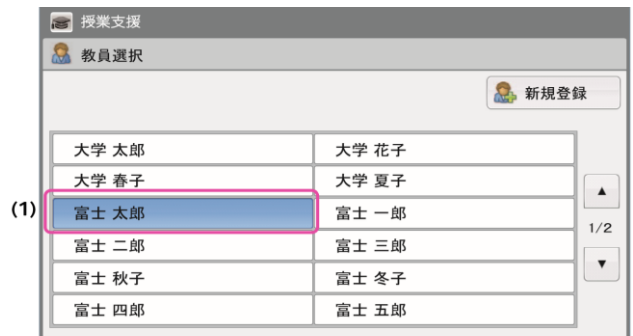 授業支援
教員選択
新規登録
大学 太郎 大学 花子
大学 春子 大学 夏子
(1) 富士 太郎 富士 一郎
1/2
富士 二郎 富士 三郎
富士 秋子 富士 冬子
富士 四郎 富士 五郎